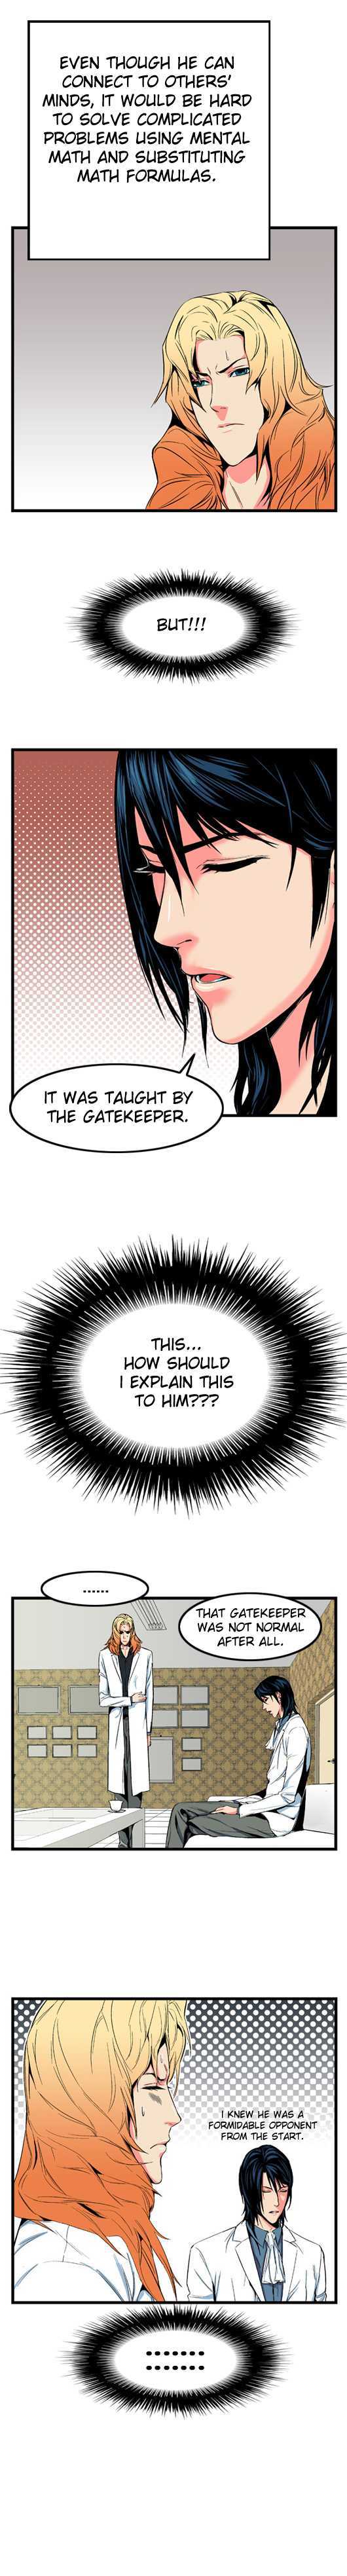 EVEN THOUGH HE CAN
CONNECT TO OTHERS'
MINDS, IT WOULD BE HARD
TO SOLVE COMPLICATED
PROBLEMS USING MENTAL
MATH AND SUBSTITUTING
MATH FORMULAS.
BUT!!!
IT WAS TAUGHT BY
THE GATEKEEPER.
THIS...
HOW SHOULD
I EXPLAIN THIS
TO HIM???
......
THAT GATEKEEPER
WAS NOT NORMAL
AFTER ALL.
I KNEW HE WAS A
FORMIDABLE OPPONENT
FROM THE START.
.......
.......